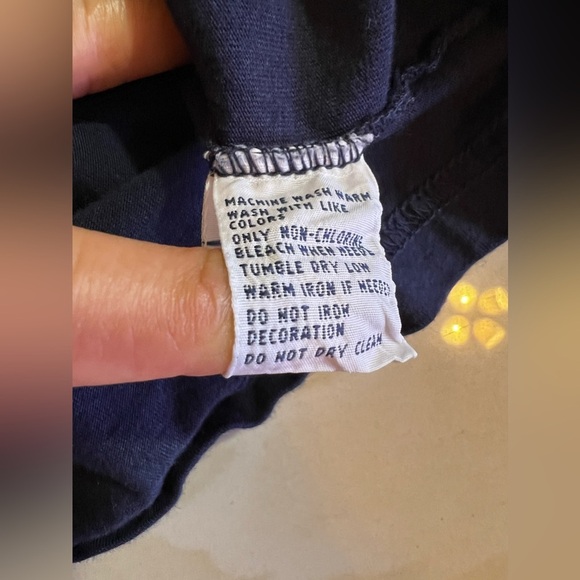 MACHINE WASH WARM
WASH WITH LIKE
COLORS
ONLY NON-CHLORINE
BLEACH WHEN NEEDE
TUMBLE DRY LOW
WARM IRON IF NEEDED
DO NOT IRON
DECORATION
DO NOT DRY CLEAN